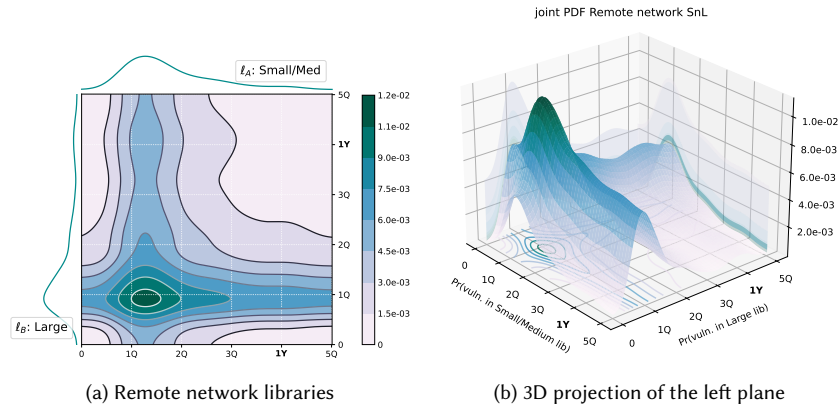 joint PDF Remote network SnL
ℓA: Small/Med
5Q
1Y
3Q
2Q
1Q
0
ℓB: Large
0 1Q 2Q 3Q 1Y 5Q
1.2e-02
1.1e-02
9.0e-03
7.5e-03
6.0e-03
4.5e-03
3.0e-03
1.5e-03
0
1.0e-02
8.0e-03
6.0e-03
4.0e-03
2.0e-03
0 1Q 2Q 3Q 1Y 5Q
Pr(vuln. in Small/Medium lib)
0 1Q 2Q 3Q 1Y 5Q
Pr(vuln. in Large lib)
(a) Remote network libraries
(b) 3D projection of the left plane